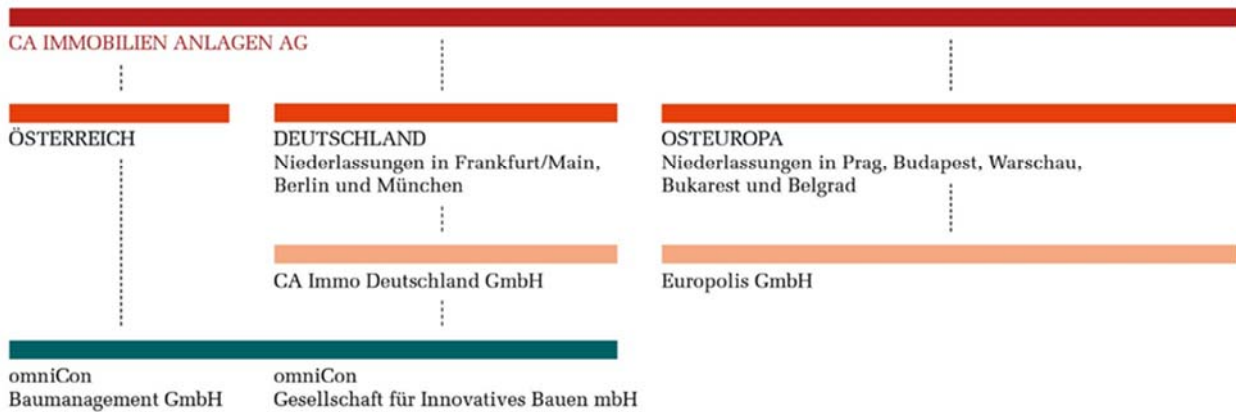 CA IMMOBILIEN ANLAGEN AG
ÖSTERREICH
DEUTSCHLAND
Niederlassungen in Frankfurt/Main,
Berlin und München
OSTEUROPA
Niederlassungen in Prag, Budapest, Warschau,
Bukarest und Belgrad
CA Immo Deutschland GmbH
Europolis GmbH
omniCon
Baumanagement GmbH
omniCon
Gesellschaft für Innovatives Bauen mbH